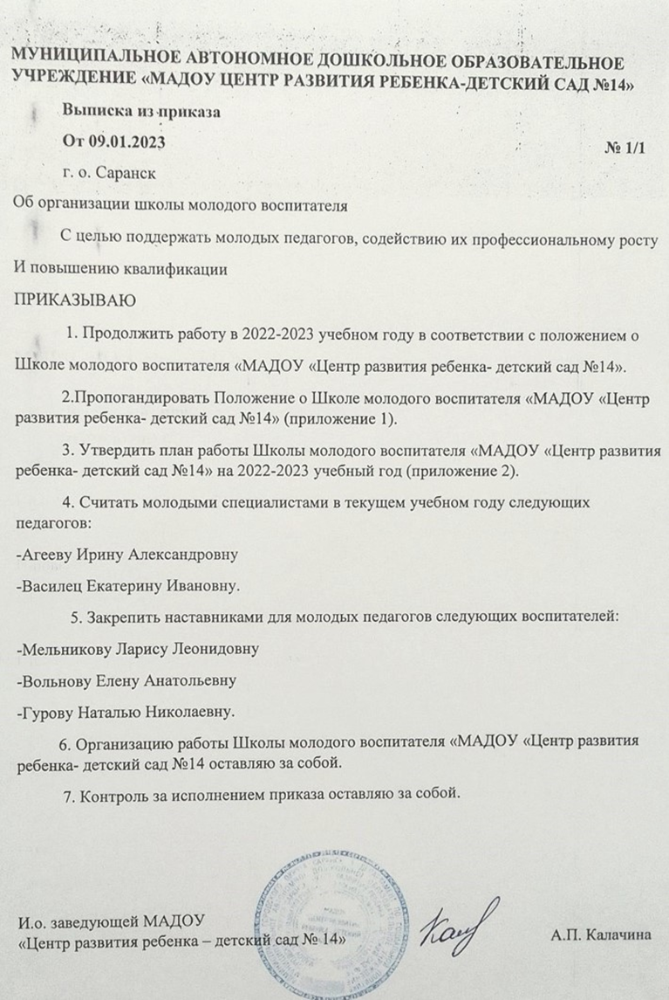 МУНИЦИПАЛЬНОЕ АВТОНОМНОЕ ДОШКОЛЬНОЕ ОБРАЗОВАТЕЛЬНОЕ
УЧРЕЖДЕНИЕ «МАДОУ ЦЕНТР РАЗВИТИЯ РЕБЕНКА-ДЕТСКИЙ САД №14»
Выписка из приказа
От 09.01.2023 № 1/1
г. о. Саранск
Об организации школы молодого воспитателя
С целью поддержать молодых педагогов, содействию их профессиональному росту
И повышению квалификации
ПРИКАЗЫВАЮ
1. Продолжить работу в 2022-2023 учебном году в соответствии с положением о
Школе молодого воспитателя «МАДОУ «Центр развития ребенка- детский сад №14».
2.Пропогандировать Положение о Школе молодого воспитателя «МАДОУ «Центр
развития ребенка- детский сад №14» (приложение 1).
3. Утвердить план работы Школы молодого воспитателя «МАДОУ «Центр развития
ребенка- детский сад №14» на 2022-2023 учебный год (приложение 2).
4. Считать молодыми специалистами в текущем учебном году следующих
педагогов:
-Агееву Ирину Александровну
-Василец Екатерину Ивановну.
5. Закрепить наставниками для молодых педагогов следующих воспитателей:
-Мельникову Ларису Леонидовну
-Вольнову Елену Анатольевну
-Гурову Наталью Николаевну.
6. Организацию работы Школы молодого воспитателя «МАДОУ «Центр развития
ребенка- детский сад №14 оставляю за собой.
7. Контроль за исполнением приказа оставляю за собой.
И.о. заведующей МАДОУ
«Центр развития ребенка – детский сад № 14» А.П. Калачина